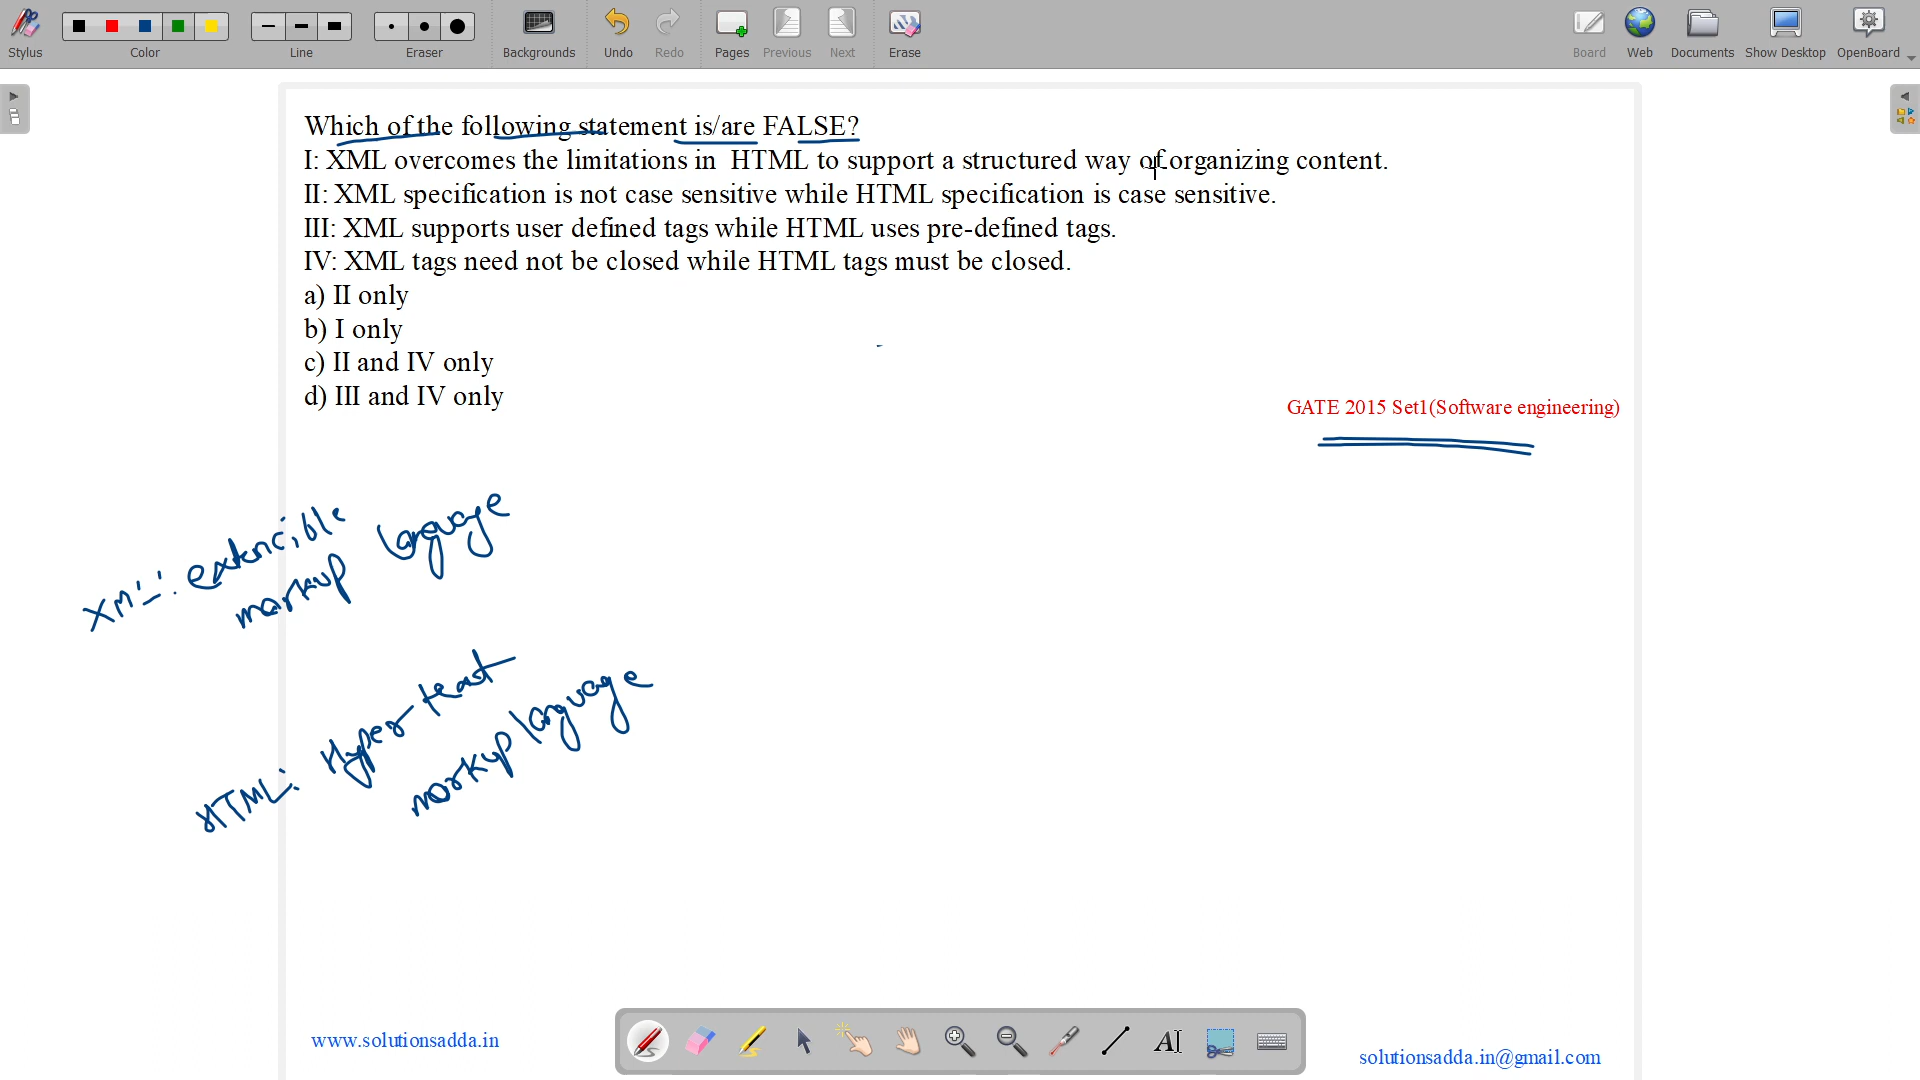 Stylus Color Line Eraser Backgrounds Undo Redo Pages Previous Next Erase Board Web Documents Show Desktop OpenBoard
Which of the following statement is/are FALSE?
I: XML overcomes the limitations in HTML to support a structured way of organizing content.
II: XML specification is not case sensitive while HTML specification is case sensitive.
III: XML supports user defined tags while HTML uses pre-defined tags.
IV: XML tags need not be closed while HTML tags must be closed.
a) II only
b) I only
c) II and IV only
d) III and IV only
GATE 2015 Set1(Software engineering)
XML: extencible
markup language
HTML: Hyper teast
markup language
www.solutionsadda.in
solutionsadda.in@gmail.com